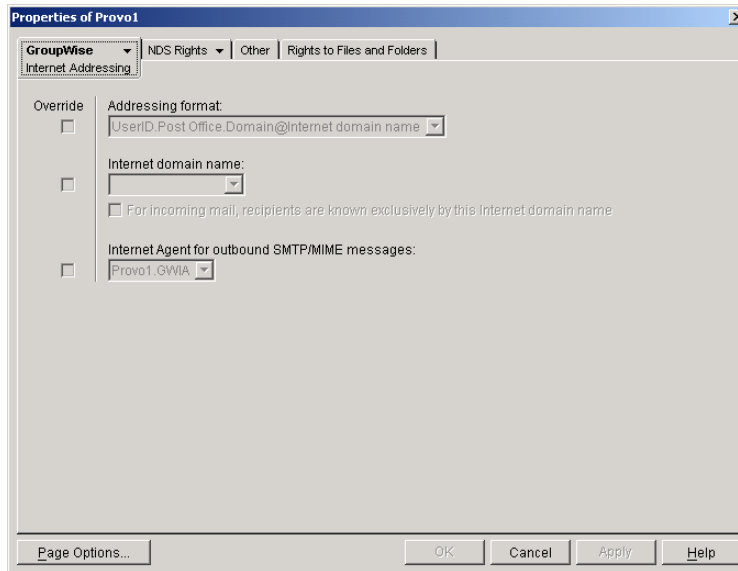 Properties of Provo1
GroupWise NDS Rights Other Rights to Files and Folders
Internet Addressing
Override Addressing format:
UserID.Post Office.Domain@Internet domain name
Internet domain name:
For incoming mail, recipients are known exclusively by this Internet domain name
Internet Agent for outbound SMTP/MIME messages:
Provo1.GWIA
Page Options... OK Cancel Apply Help